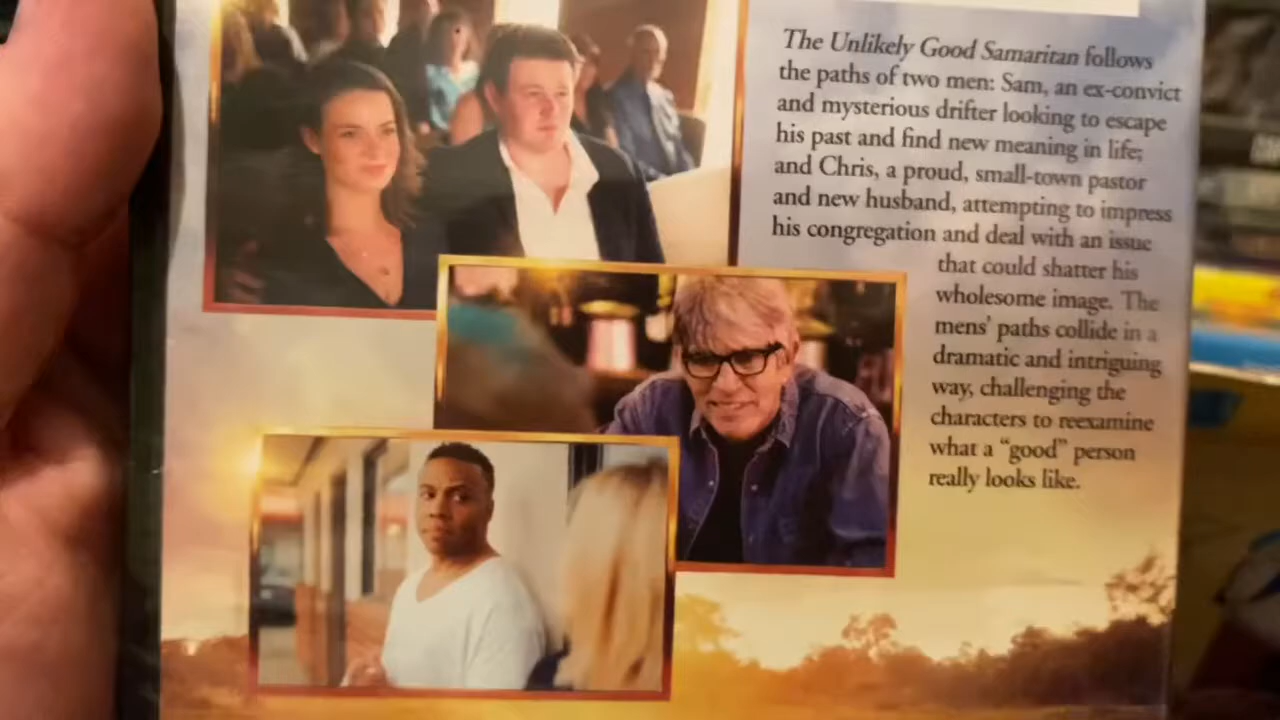 The Unlikely Good Samaritan follows
the paths of two men: Sam, an ex-convict
and mysterious drifter looking to escape
his past and find new meaning in life;
and Chris, a proud, small-town pastor
and new husband, attempting to impress
his congregation and deal with an issue
that could shatter his
wholesome image. The
mens’ paths collide in a
dramatic and intriguing
way, challenging the
characters to reexamine
what a “good” person
really looks like.